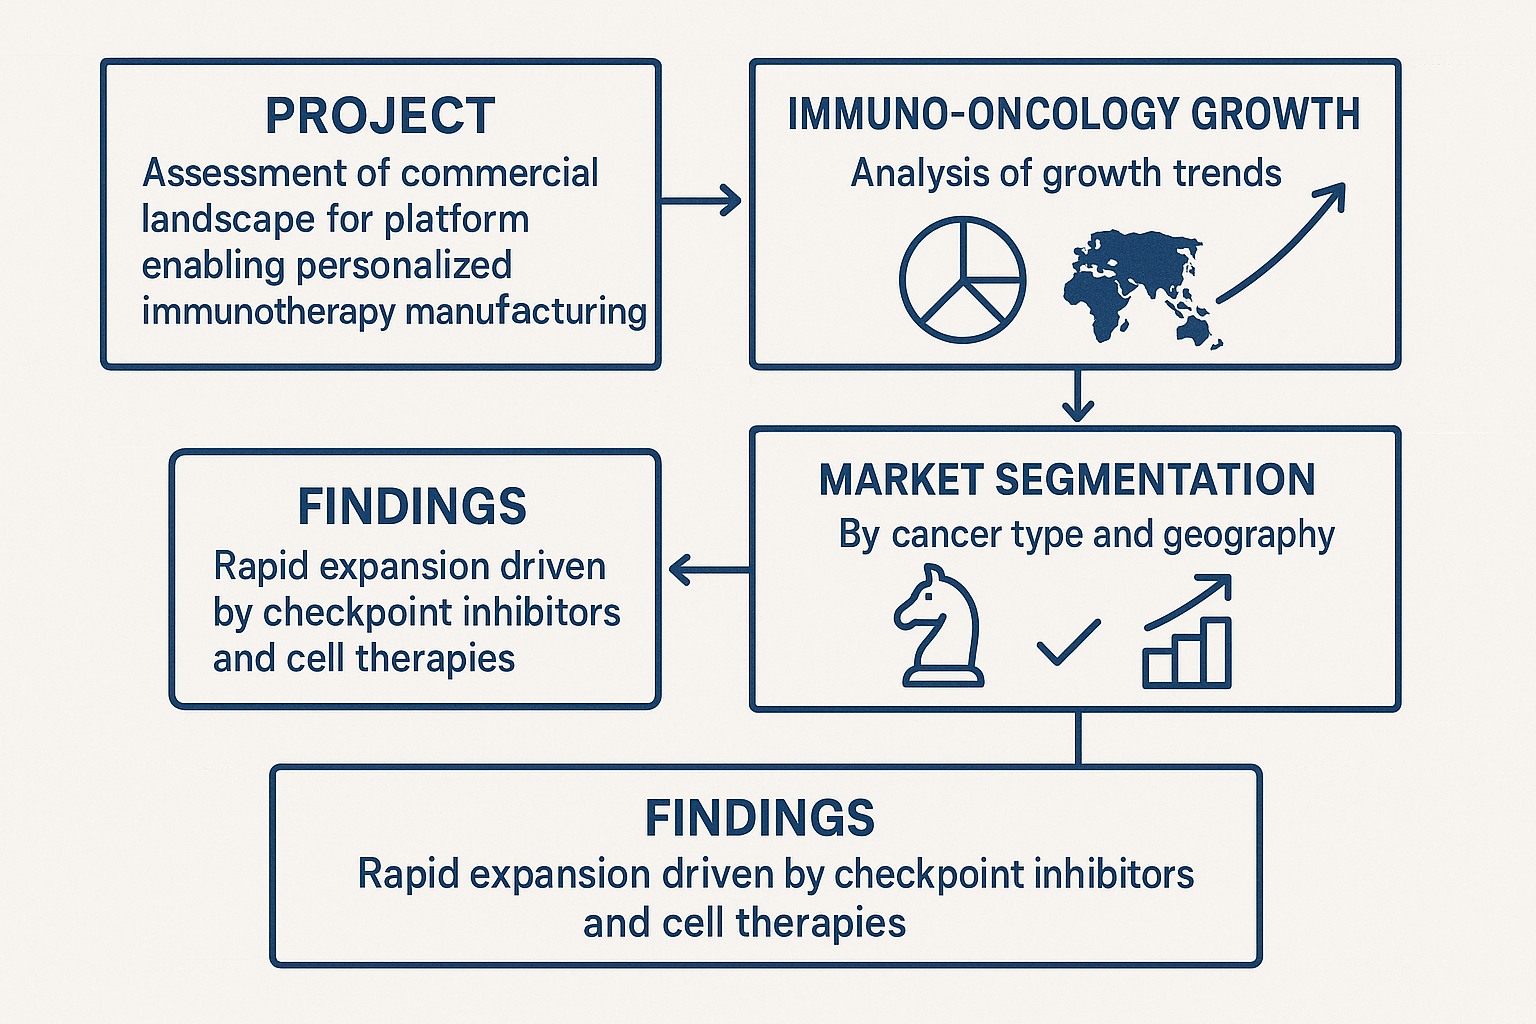 PROJECT
Assessment of commercial
landscape for platform
enabling personalized
immunotherapy manufacturing
IMMUNO-ONCOLOGY GROWTH
Analysis of growth trends
MARKET SEGMENTATION
By cancer type and geography
FINDINGS
Rapid expansion driven
by checkpoint inhibitors
and cell therapies
FINDINGS
Rapid expansion driven by checkpoint inhibitors
and cell therapies